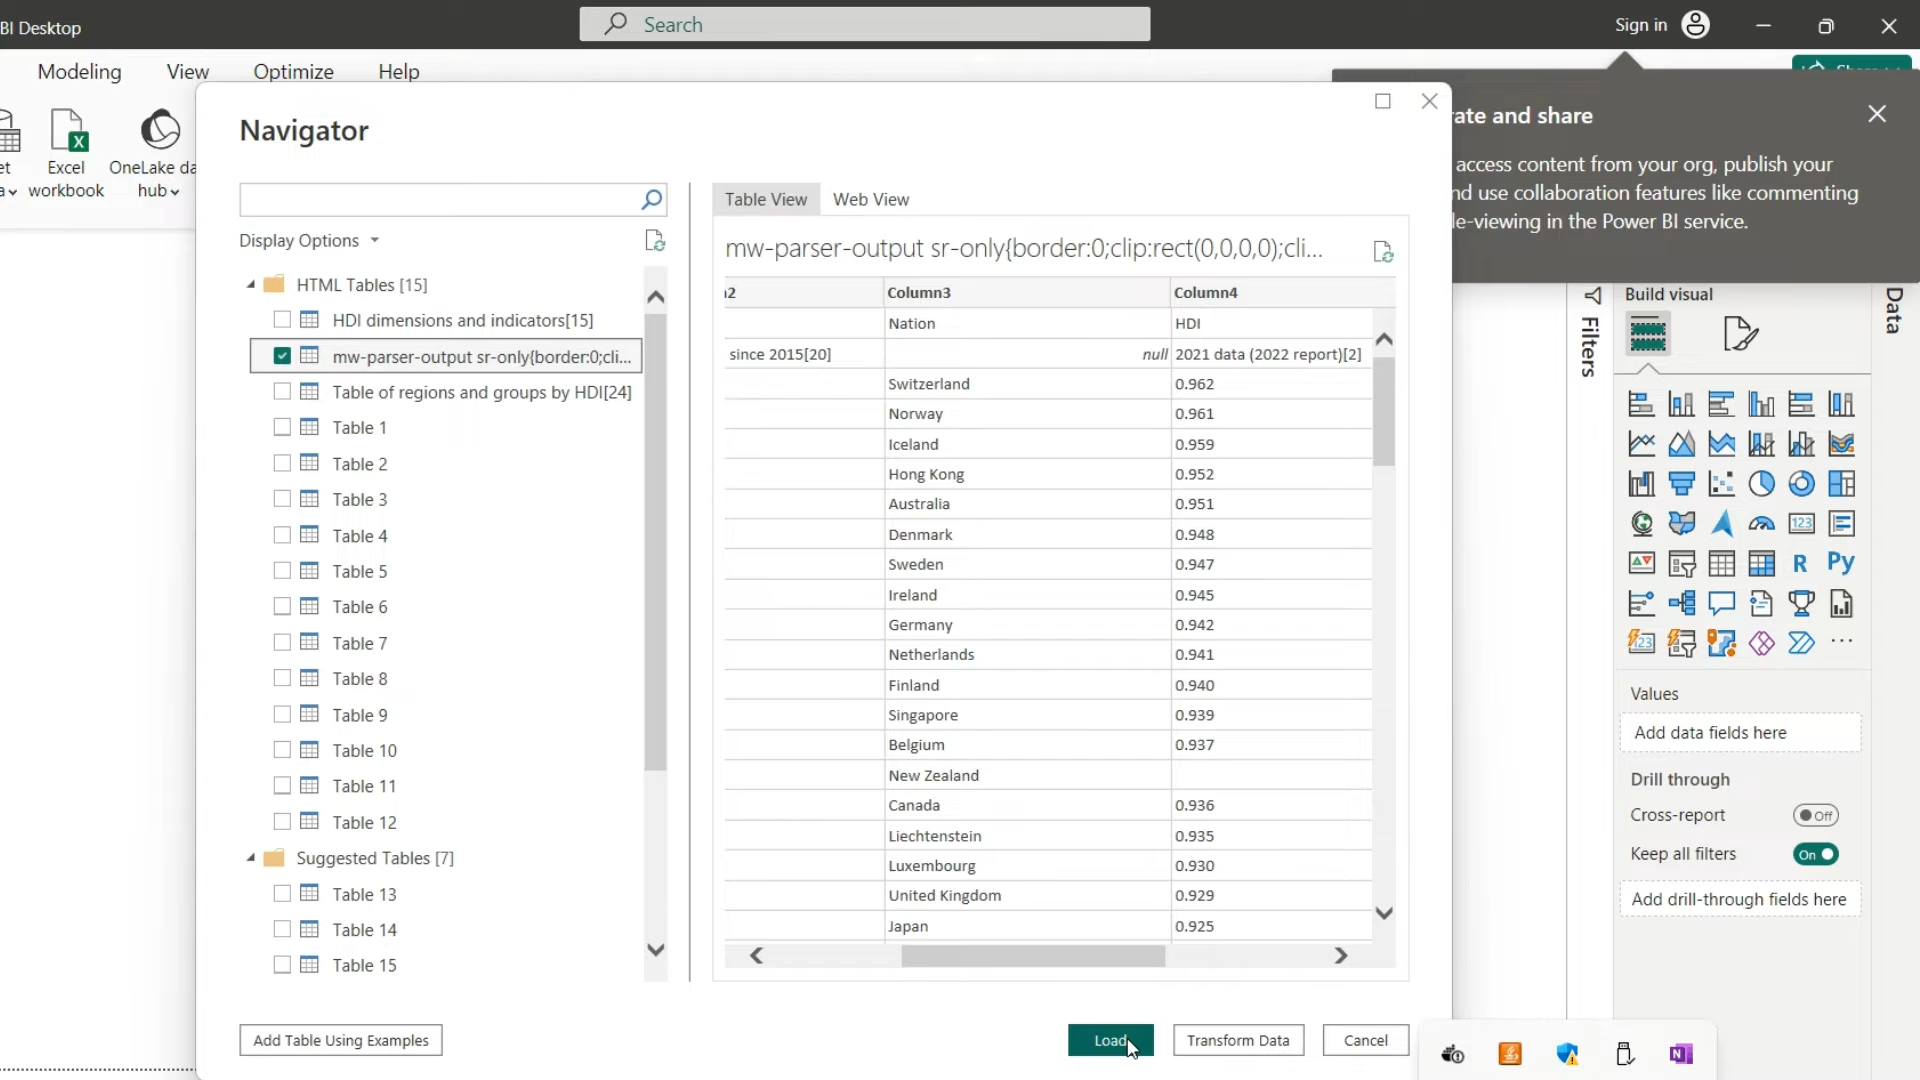 BI Desktop
Search
Sign in
Modeling
View
Optimize
Help
Excel
workbook
OneLake da
hub
Navigator
Display Options
HTML Tables [15]
HDI dimensions and indicators[15]
mw-parser-output sr-only{border:0;cli...
Table of regions and groups by HDI[24]
Table 1
Table 2
Table 3
Table 4
Table 5
Table 6
Table 7
Table 8
Table 9
Table 10
Table 11
Table 12
Suggested Tables [7]
Table 13
Table 14
Table 15
Add Table Using Examples
Table View
Web View
mw-parser-output sr-only{border:0;clip:rect(0,0,0,0);cli...
Column3 Column4
Nation HDI
since 2015[20] null 2021 data (2022 report)[2]
Switzerland 0.962
Norway 0.961
Iceland 0.959
Hong Kong 0.952
Australia 0.951
Denmark 0.948
Sweden 0.947
Ireland 0.945
Germany 0.942
Netherlands 0.941
Finland 0.940
Singapore 0.939
Belgium 0.937
New Zealand
Canada 0.936
Liechtenstein 0.935
Luxembourg 0.930
United Kingdom 0.929
Japan 0.925
Load
Transform Data
Cancel
rate and share
access content from your org, publish your
nd use collaboration features like commenting
le-viewing in the Power BI service.
Filters
Build visual
Data
123
R
Py
123
Values
Add data fields here
Drill through
Cross-report
Off
Keep all filters
On
Add drill-through fields here